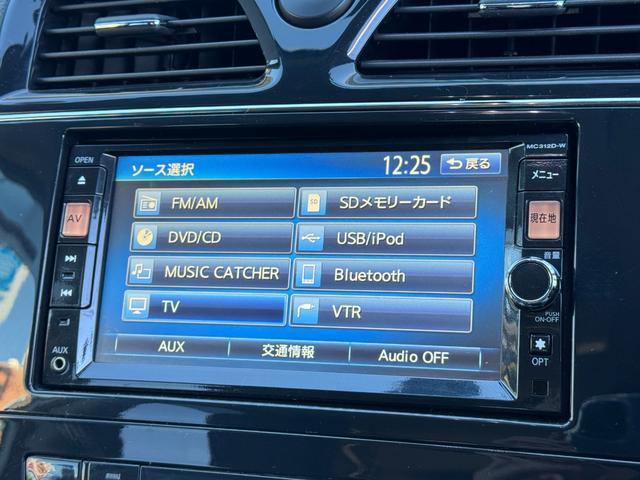 MC312D-W
OPEN
ソース選択
12:25
戻る
メニュー
AV
FM/AM
SD
SDメモリーカード
現在地
DVD/CD
USB/iPod
音量
MUSIC CATCHER
Bluetooth
TV
VTR
PUSH
ON-OFF
AUX
AUX
交通情報
Audio OFF
OPT